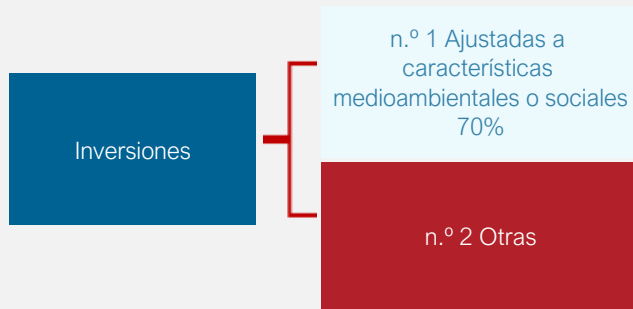 Inversiones
n.º 1 Ajustadas a
características
medioambientales o sociales
70%
n.º 2 Otras